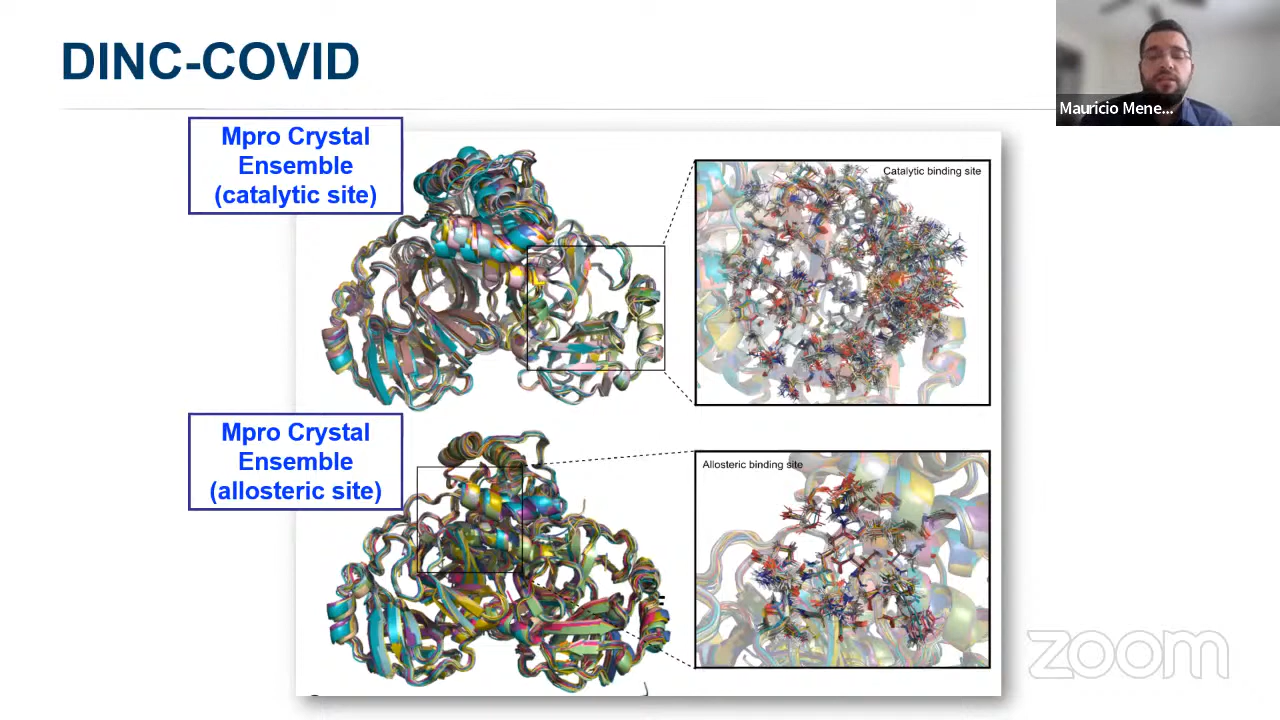 DINC-COVID
Mauricio Mene...
Mpro Crystal
Ensemble
(catalytic site)
Catalytic binding site
Mpro Crystal
Ensemble
(allosteric site)
Allosteric binding site
zoom